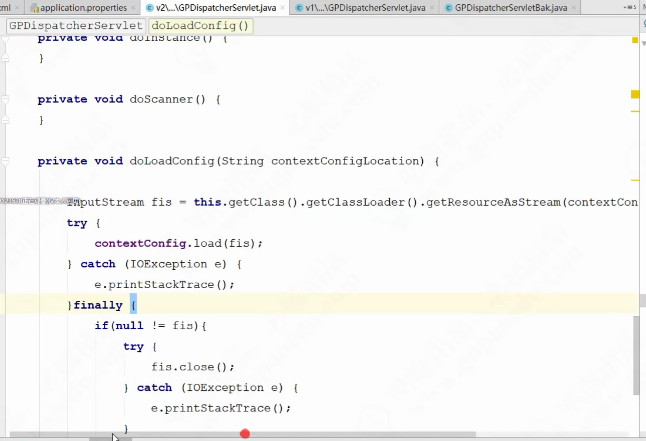 ml application.properties v2\...\GPDispatcherServlet.java v1\...\GPDispatcherServlet.java GPDispatcherServletBak.java
GPDispatcherServlet doLoadConfig()
private void doInstance() {
}
private void doScanner() {
}
private void doLoadConfig(String contextConfigLocation) {
InputStream fis = this.getClass().getClassLoader().getResourceAsStream(contextCon
try {
contextConfig.load(fis);
} catch (IOException e) {
e.printStackTrace();
}finally {
if(null != fis){
try {
fis.close();
} catch (IOException e) {
e.printStackTrace();
}